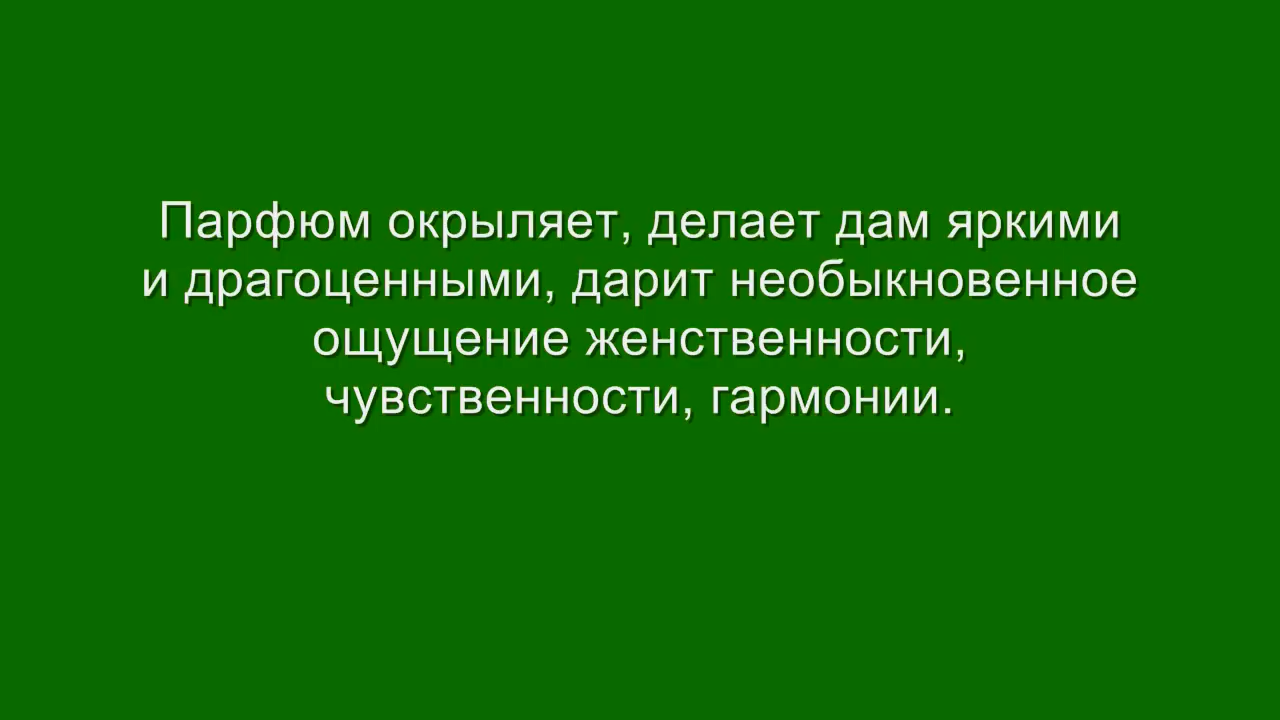 Парфюм окрыляет, делает дам яркими
и драгоценными, дарит необыкновенное
ощущение женственности,
чувственности, гармонии.